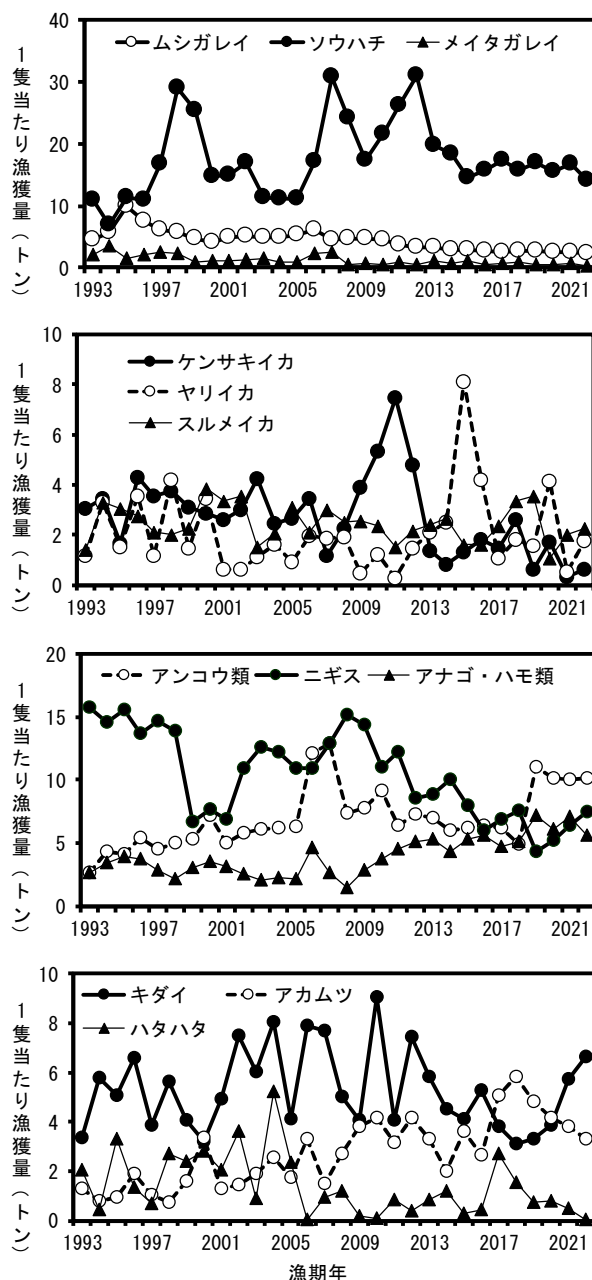 1隻当たり漁獲量(トン)
40
30
20
10
0
ムシガレイ ソウハチ メイタガレイ
1993 1997 2001 2005 2009 2013 2017 2021
1隻当たり漁獲量(トン)
10
8
6
4
2
0
ケンサキイカ
ヤリイカ
スルメイカ
1993 1997 2001 2005 2009 2013 2017 2021
1隻当たり漁獲量(トン)
20
15
10
5
0
アンコウ類 ニギス アナゴ・ハモ類
1993 1997 2001 2005 2009 2013 2017 2021
1隻当たり漁獲量(トン)
10
8
6
4
2
0
キダイ アカムツ
ハタハタ
1993 1997 2001 2005 2009 2013 2017 2021
漁期年